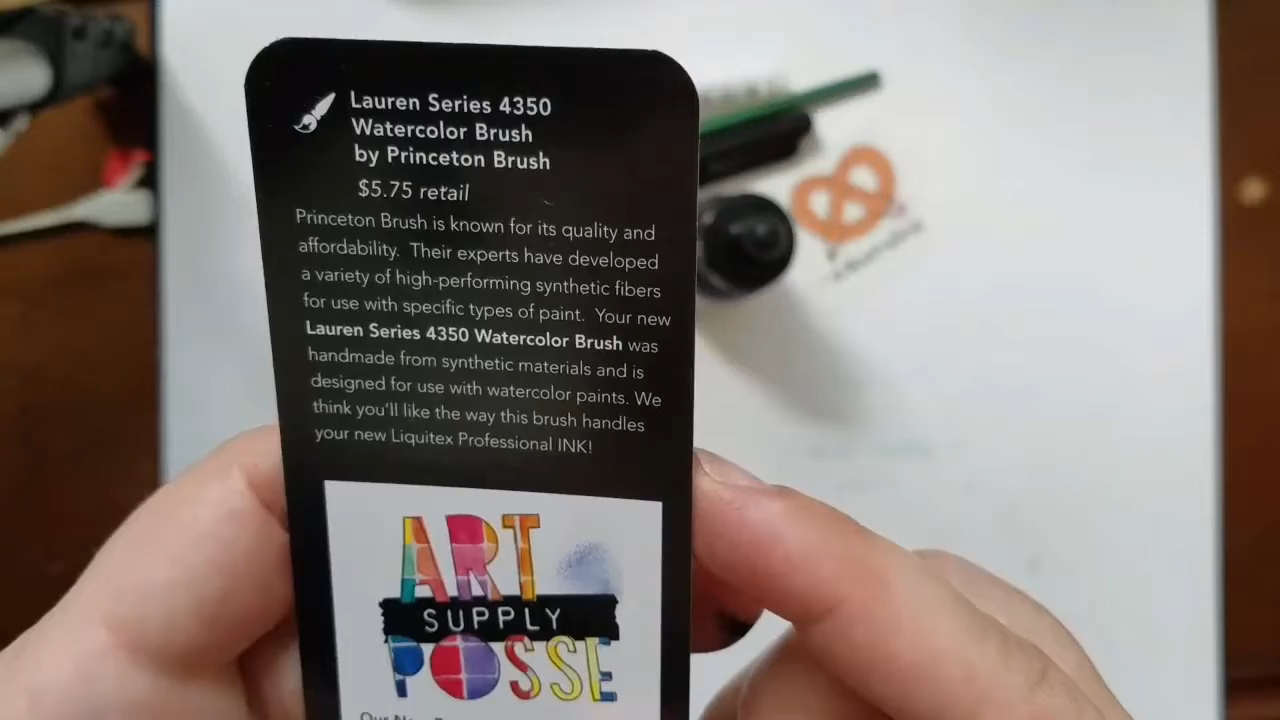 Lauren Series 4350
Watercolor Brush
by Princeton Brush
$5.75 retail
Princeton Brush is known for its quality and
affordability. Their experts have developed
a variety of high-performing synthetic fibers
for use with specific types of paint. Your new
Lauren Series 4350 Watercolor Brush was
handmade from synthetic materials and is
designed for use with watercolor paints. We
think you'll like the way this brush handles
your new Liquitex Professional INK!
ART
SUPPLY
POSSE